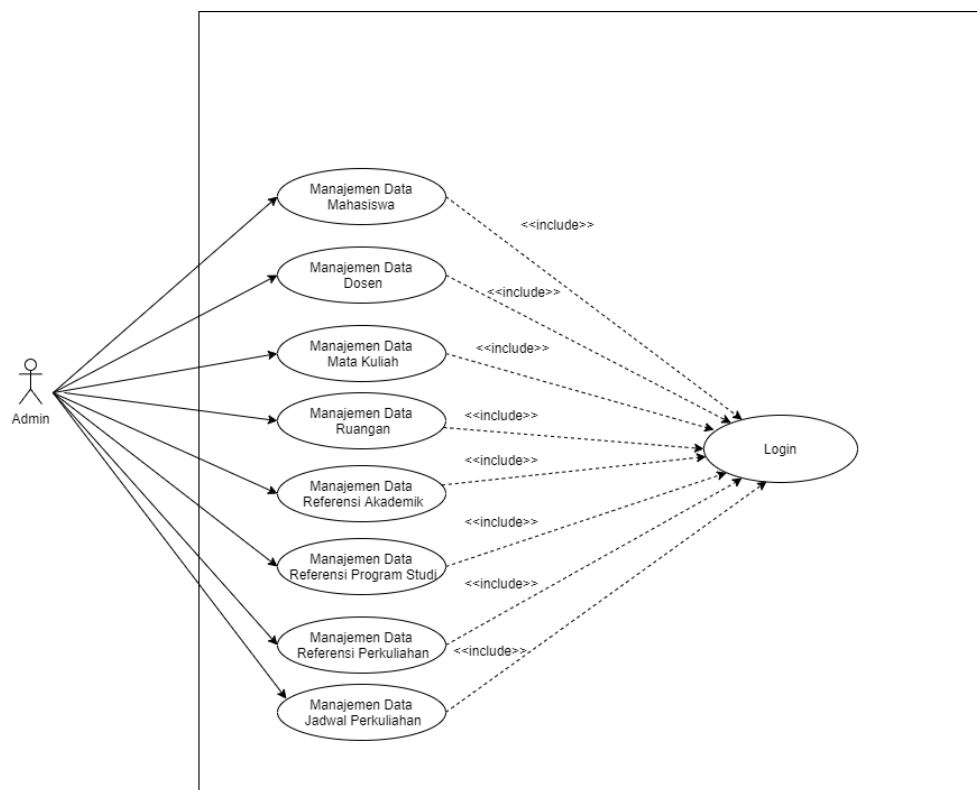 Manajemen Data
Mahasiswa
<<include>>
Manajemen Data
Dosen
<<include>>
Manajemen Data
Mata Kuliah
<<include>>
Admin
Manajemen Data
Ruangan
<<include>>
Login
Manajemen Data
Referensi Akademik
<<include>>
Manajemen Data
Referensi Program Studi
<<include>>
Manajemen Data
Referensi Perkuliahan
<<include>>
Manajemen Data
Jadwal Perkuliahan
<<include>>